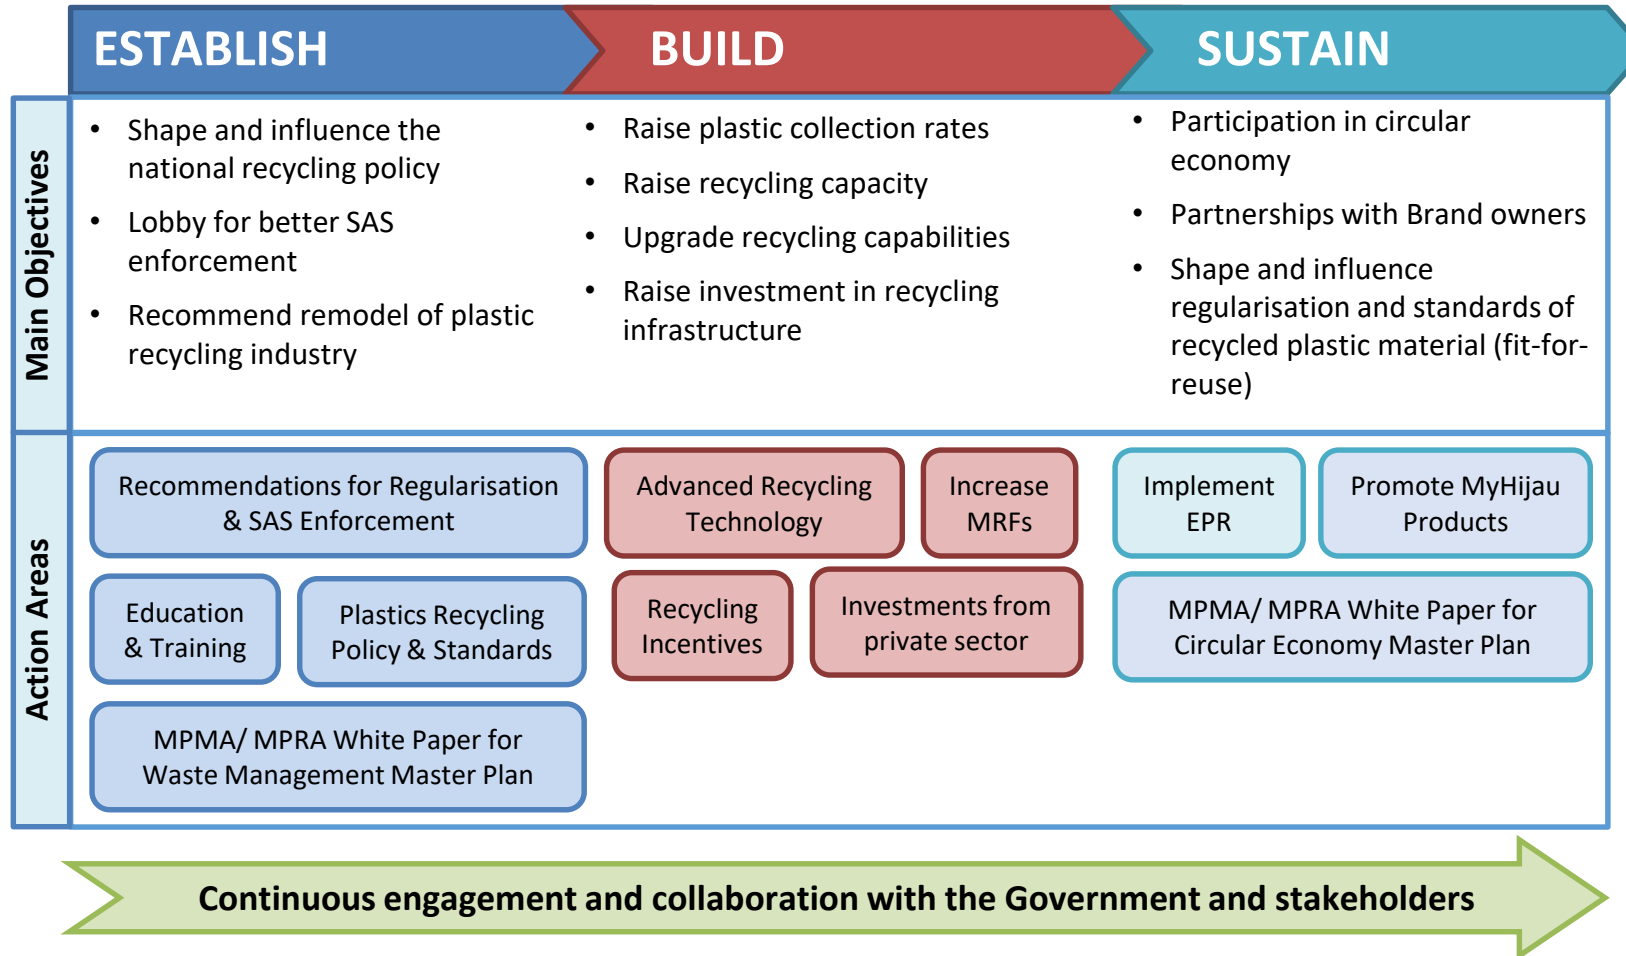 ESTABLISH
BUILD
SUSTAIN
Main Objectives
• Shape and influence the
national recycling policy
• Lobby for better SAS
enforcement
• Recommend remodel of plastic
recycling industry
• Raise plastic collection rates
• Raise recycling capacity
• Upgrade recycling capabilities
• Raise investment in recycling
infrastructure
• Participation in circular
economy
• Partnerships with Brand owners
• Shape and influence
regularisation and standards of
recycled plastic material (fit-for-
reuse)
Action Areas
Recommendations for Regularisation
& SAS Enforcement
Education
& Training
Plastics Recycling
Policy & Standards
MPMA/ MPRA White Paper for
Waste Management Master Plan
Advanced Recycling
Technology
Increase
MRFs
Recycling
Incentives
Investments from
private sector
Implement
EPR
Promote MyHijau
Products
MPMA/ MPRA White Paper for
Circular Economy Master Plan
Continuous engagement and collaboration with the Government and stakeholders